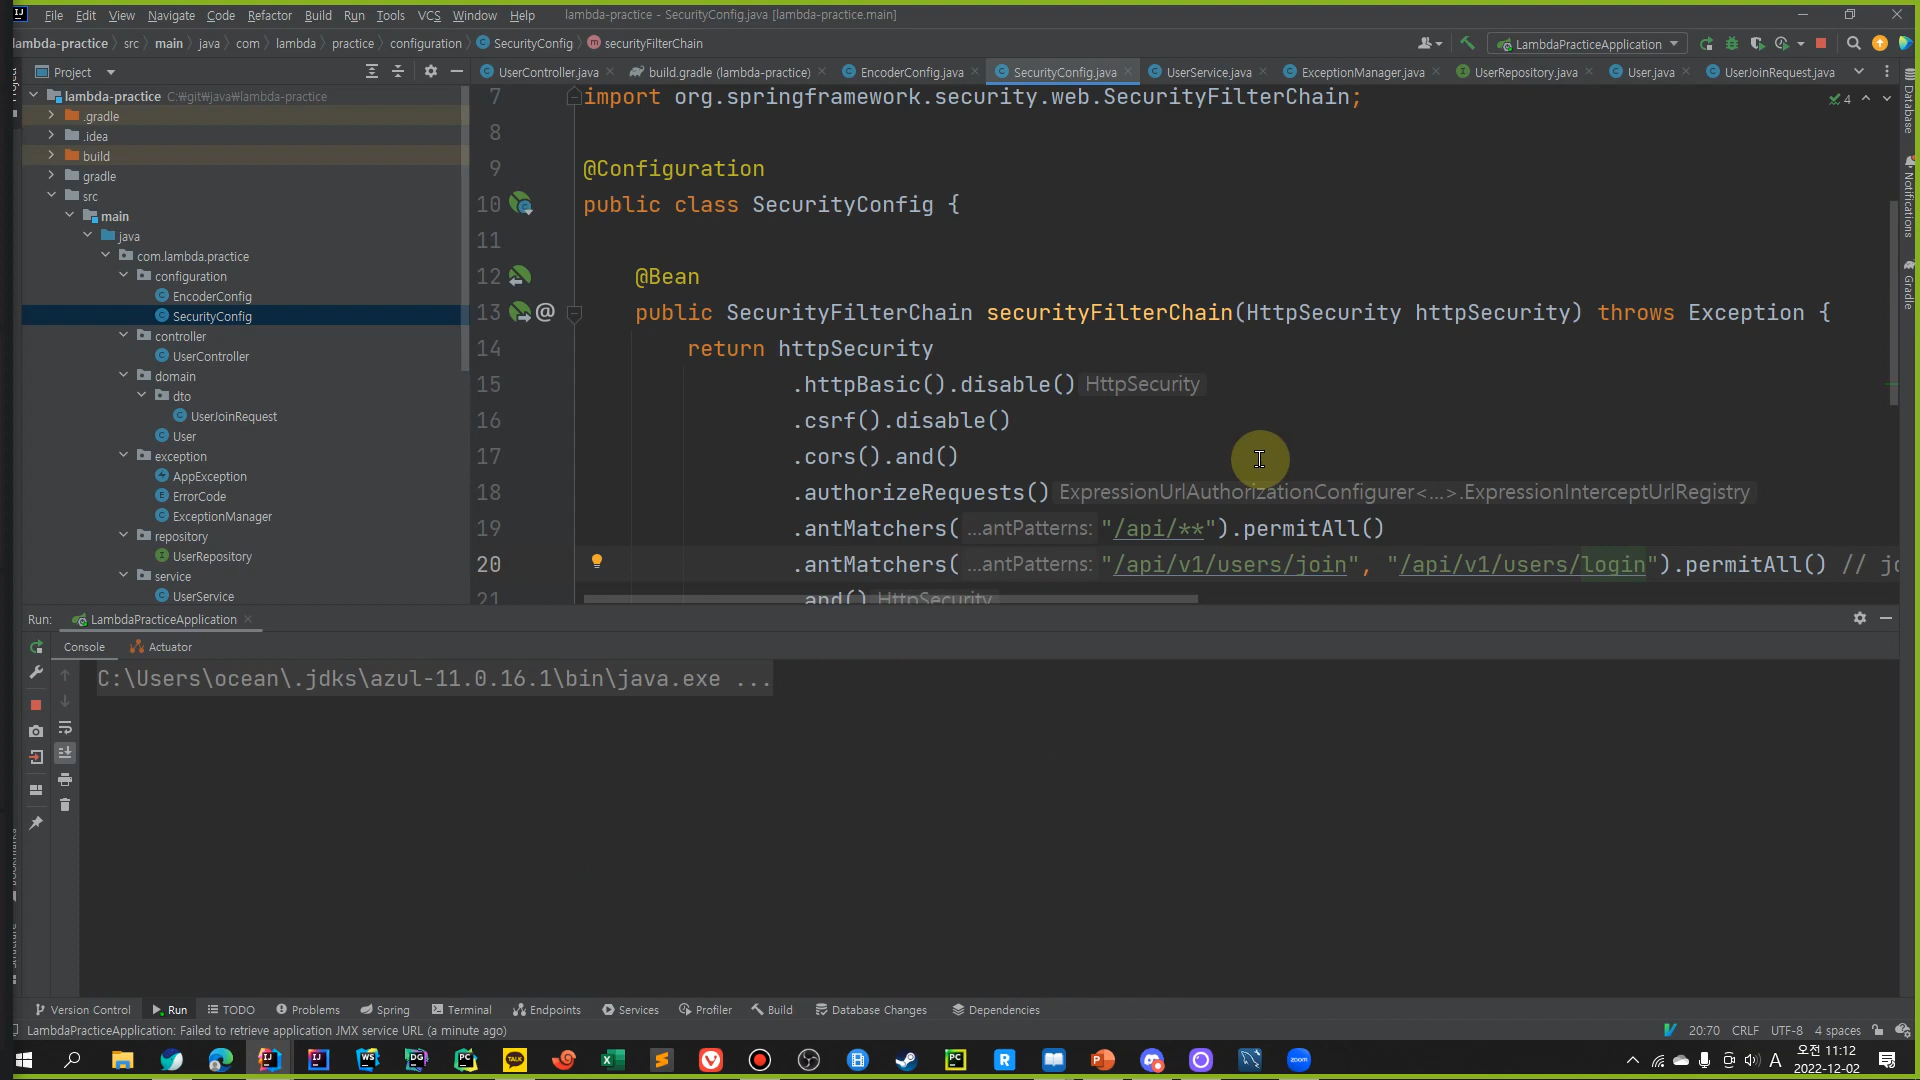 File Edit View Navigate Code Refactor Build Run Tools VCS Window Help lambda-practice - SecurityConfig.java [lambda-practice.main]
lambda-practice src main java com lambda practice configuration SecurityConfig securityFilterChain LambdaPracticeApplication
Project UserController.java build.gradle (lambda-practice) EncoderConfig.java SecurityConfig.java UserService.java ExceptionManager.java UserRepository.java User.java UserJoinRequest.java
lambda-practice C:₩git₩java₩lambda-practice
.gradle
.idea
build
gradle
src
main
java
com.lambda.practice
configuration
EncoderConfig
SecurityConfig
controller
UserController
domain
dto
UserJoinRequest
User
exception
AppException
ErrorCode
ExceptionManager
repository
UserRepository
service
UserService
7 import org.springframework.security.web.SecurityFilterChain;
8
9 @Configuration
10 public class SecurityConfig {
11
12 @Bean
13 @ public SecurityFilterChain securityFilterChain(HttpSecurity httpSecurity) throws Exception {
14 return httpSecurity
15 .httpBasic().disable() HttpSecurity
16 .csrf().disable()
17 .cors().and()
18 .authorizeRequests() ExpressionUrlAuthorizationConfigurer<...>.ExpressionInterceptUrlRegistry
19 .antMatchers( ...antPatterns: "/api/**").permitAll()
20 .antMatchers( ...antPatterns: "/api/v1/users/join", "/api/v1/users/login").permitAll() // jo
21 .and() HttpSecurity
4
Database
Notifications
Gradle
Run: LambdaPracticeApplication
Console Actuator
C:\Users\ocean\.jdks\azul-11.0.16.1\bin\java.exe ...
Version Control Run TODO Problems Spring Terminal Endpoints Services Profiler Build Database Changes Dependencies
LambdaPracticeApplication: Failed to retrieve application JMX service URL (a minute ago) 20:70 CRLF UTF-8 4 spaces
A 오전 11:12
2022-12-02